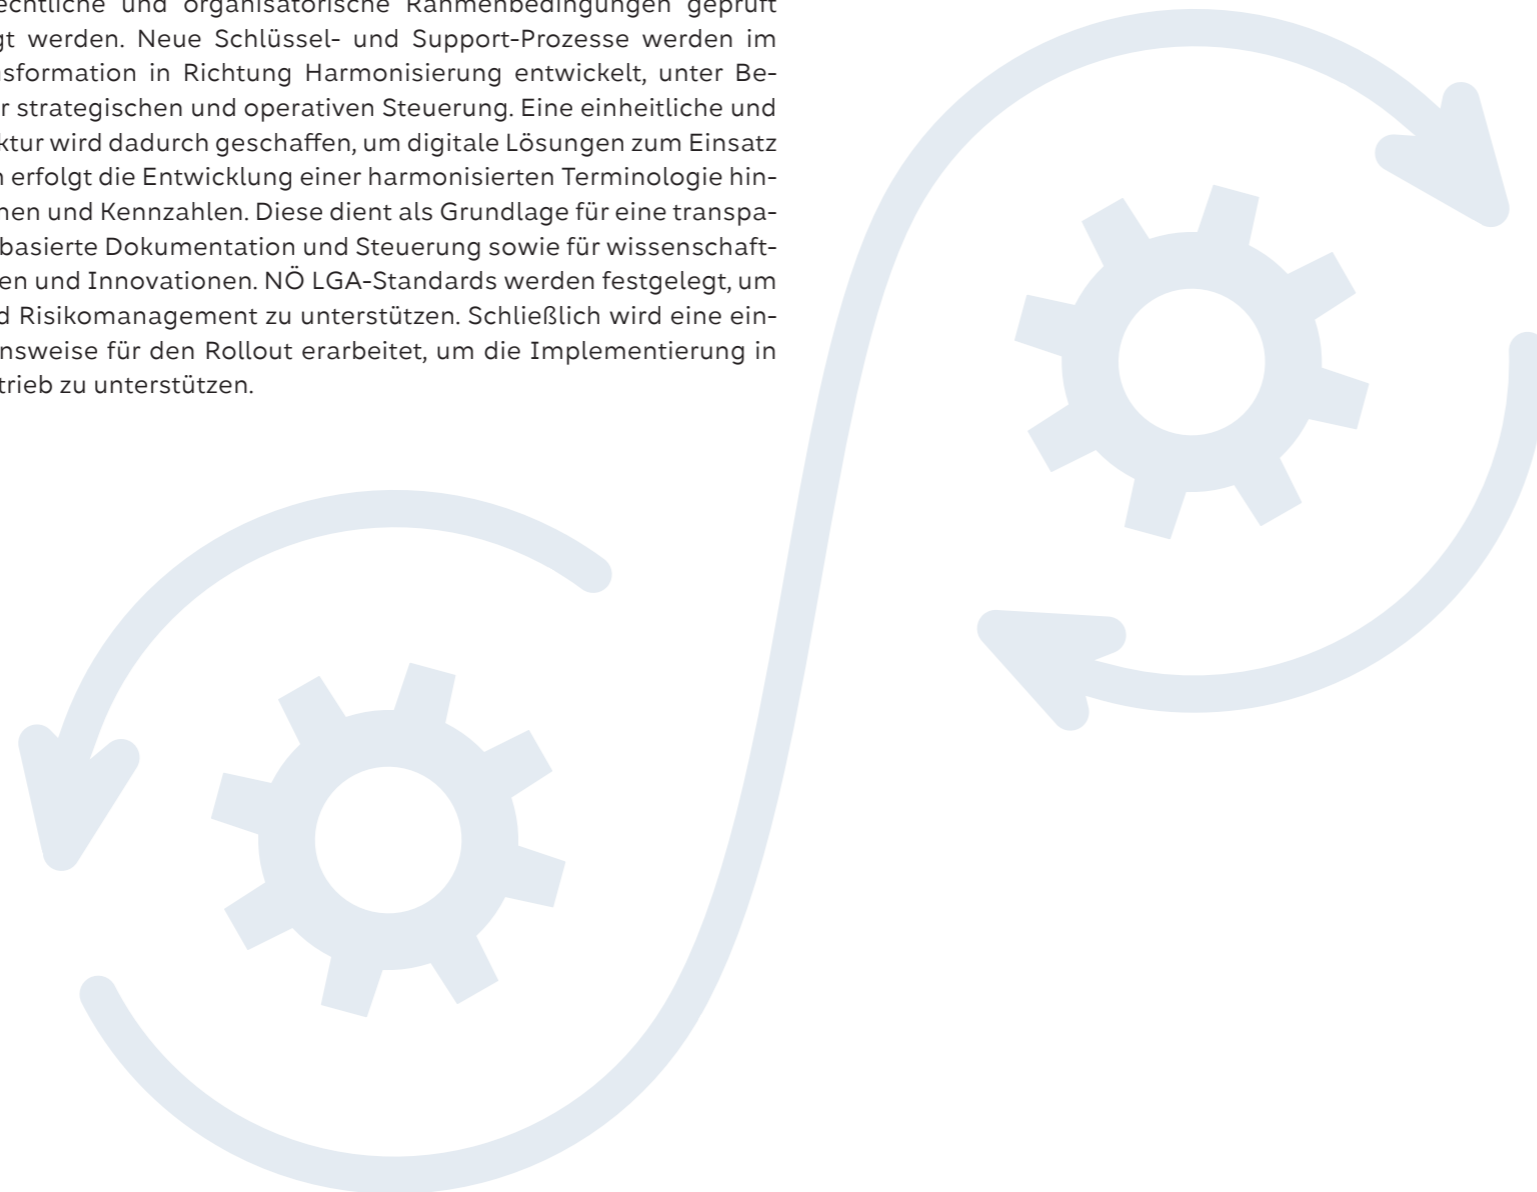 echtliche und organisatorische Rahmenbedingungen geprüft
gt werden. Neue Schlüssel- und Support-Prozesse werden im
sformation in Richtung Harmonisierung entwickelt, unter Be-
r strategischen und operativen Steuerung. Eine einheitliche und
ktur wird dadurch geschaffen, um digitale Lösungen zum Einsatz
n erfolgt die Entwicklung einer harmonisierten Terminologie hin-
nen und Kennzahlen. Diese dient als Grundlage für eine transpa-
basierte Dokumentation und Steuerung sowie für wissenschaft-
en und Innovationen. NÖ LGA-Standards werden festgelegt, um
d Risikomanagement zu unterstützen. Schließlich wird eine ein-
nsweise für den Rollout erarbeitet, um die Implementierung in
trieb zu unterstützen.